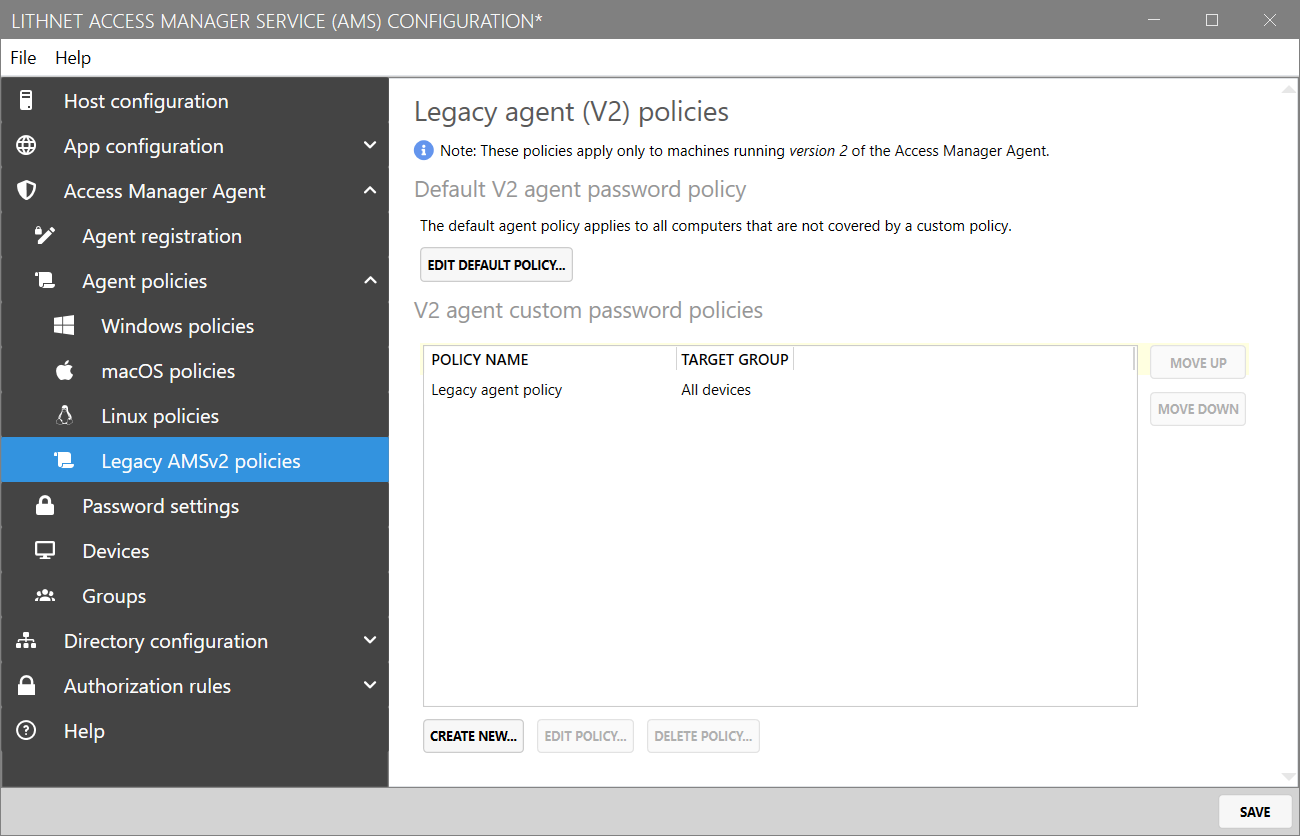 LITHNET ACCESS MANAGER SERVICE (AMS) CONFIGURATION*
File Help
Host configuration
App configuration
Access Manager Agent
Agent registration
Agent policies
Windows policies
macOS policies
Linux policies
Legacy AMSv2 policies
Password settings
Devices
Groups
Directory configuration
Authorization rules
Help
Legacy agent (V2) policies
Note: These policies apply only to machines running version 2 of the Access Manager Agent.
Default V2 agent password policy
The default agent policy applies to all computers that are not covered by a custom policy.
EDIT DEFAULT POLICY...
V2 agent custom password policies
POLICY NAME TARGET GROUP
Legacy agent policy All devices
MOVE UP
MOVE DOWN
CREATE NEW... EDIT POLICY... DELETE POLICY...
SAVE